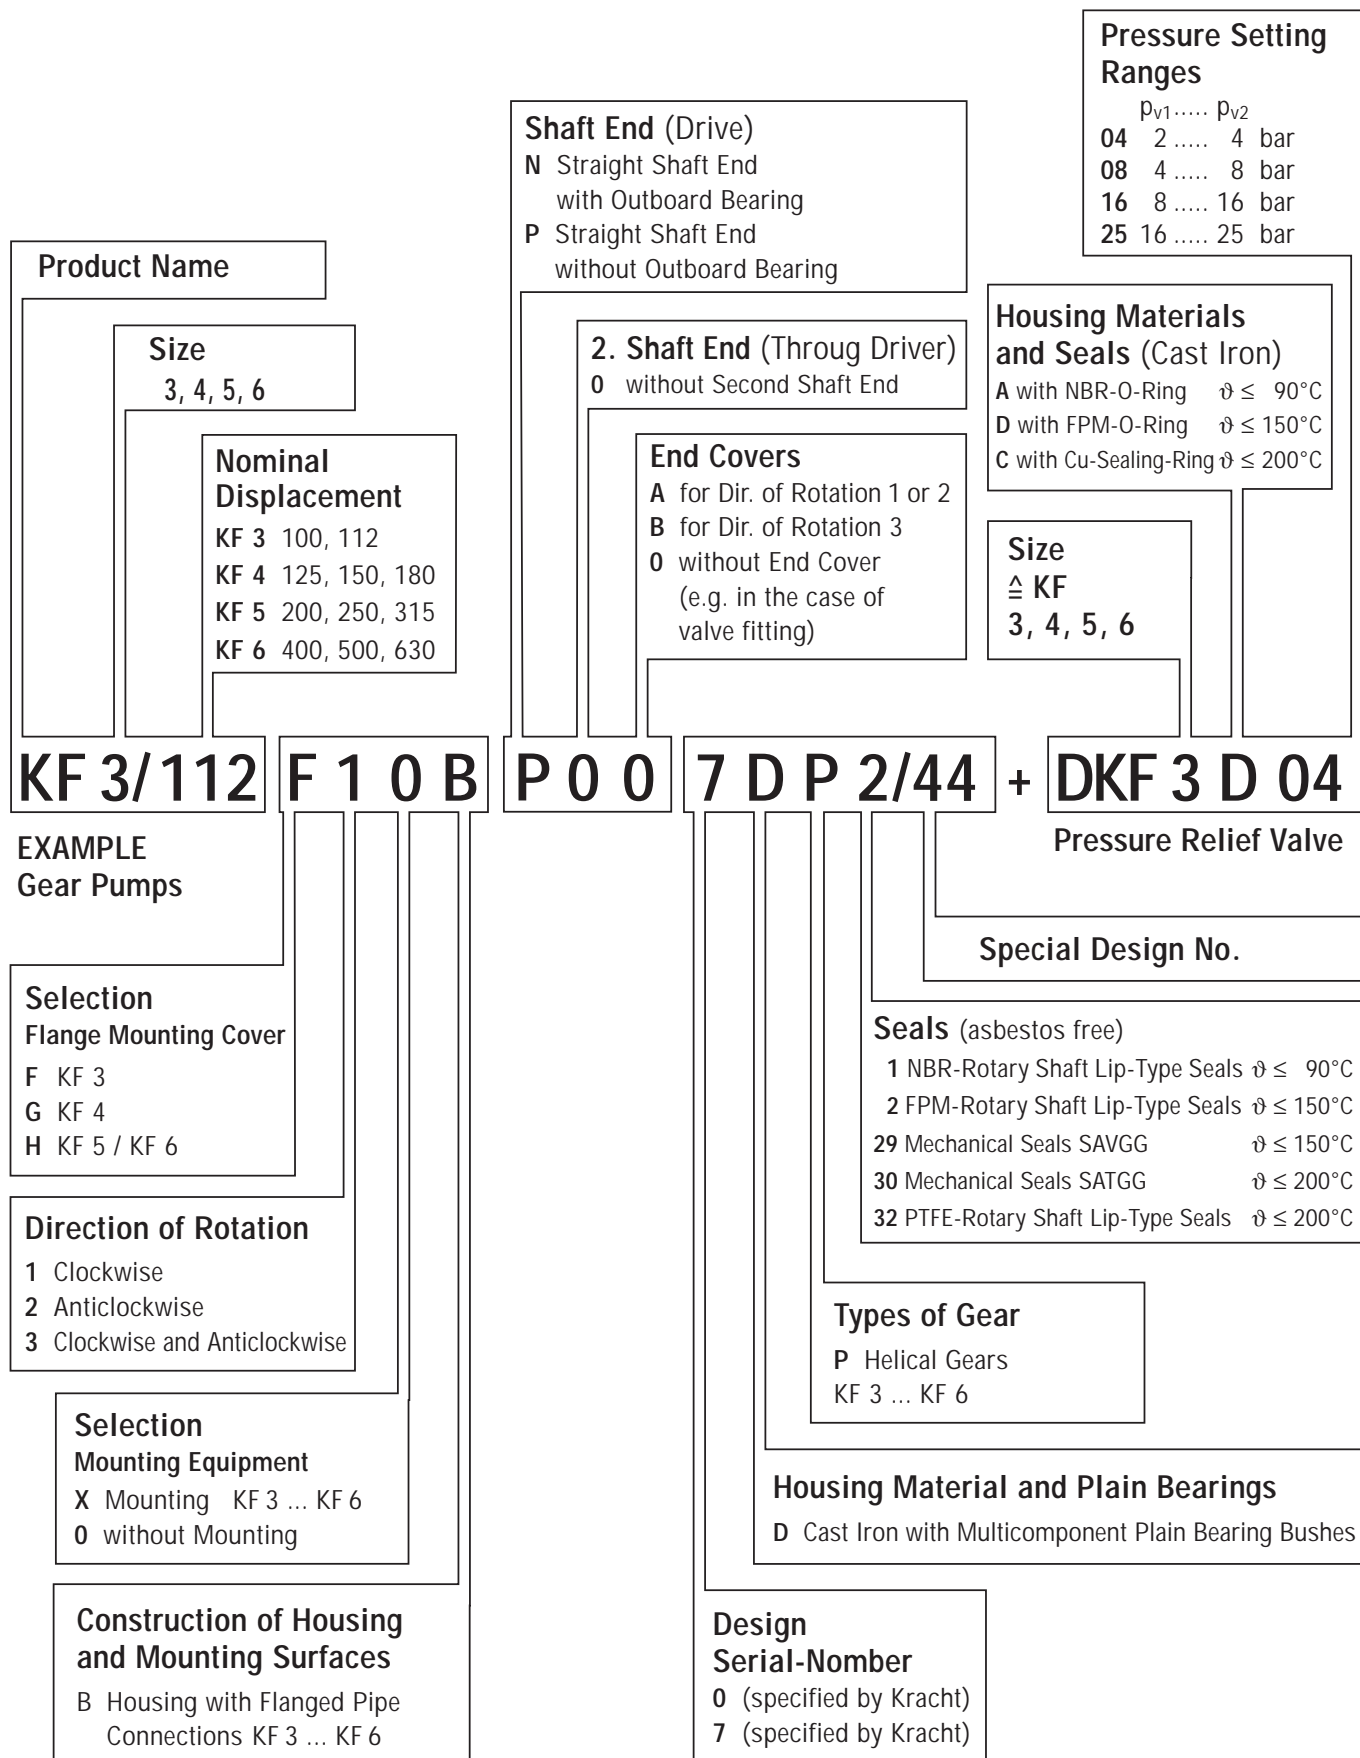 Pressure Setting
Ranges
pv1 ..... pv2
04 2 ..... 4 bar
08 4 ..... 8 bar
16 8 ..... 16 bar
25 16 ..... 25 bar
Shaft End (Drive)
N Straight Shaft End
with Outboard Bearing
P Straight Shaft End
without Outboard Bearing
Product Name
Size
3, 4, 5, 6
2. Shaft End (Throug Driver)
0 without Second Shaft End
Housing Materials
and Seals (Cast Iron)
A with NBR-O-Ring ϑ ≤ 90°C
D with FPM-O-Ring ϑ ≤ 150°C
C with Cu-Sealing-Ring ϑ ≤ 200°C
Nominal
Displacement
KF 3 100, 112
KF 4 125, 150, 180
KF 5 200, 250, 315
KF 6 400, 500, 630
End Covers
A for Dir. of Rotation 1 or 2
B for Dir. of Rotation 3
0 without End Cover
(e.g. in the case of
valve fitting)
Size
≙ KF
3, 4, 5, 6
KF 3/112 F 1 0 B P 0 0 7 D P 2/44 + DKF 3 D 04
EXAMPLE
Gear Pumps
Pressure Relief Valve
Special Design No.
Selection
Flange Mounting Cover
F KF 3
G KF 4
H KF 5 / KF 6
Seals (asbestos free)
1 NBR-Rotary Shaft Lip-Type Seals ϑ ≤ 90°C
2 FPM-Rotary Shaft Lip-Type Seals ϑ ≤ 150°C
29 Mechanical Seals SAVGG ϑ ≤ 150°C
30 Mechanical Seals SATGG ϑ ≤ 200°C
32 PTFE-Rotary Shaft Lip-Type Seals ϑ ≤ 200°C
Direction of Rotation
1 Clockwise
2 Anticlockwise
3 Clockwise and Anticlockwise
Types of Gear
P Helical Gears
KF 3 ... KF 6
Selection
Mounting Equipment
X Mounting KF 3 ... KF 6
0 without Mounting
Housing Material and Plain Bearings
D Cast Iron with Multicomponent Plain Bearing Bushes
Construction of Housing
and Mounting Surfaces
B Housing with Flanged Pipe
Connections KF 3 ... KF 6
Design
Serial-Nomber
0 (specified by Kracht)
7 (specified by Kracht)